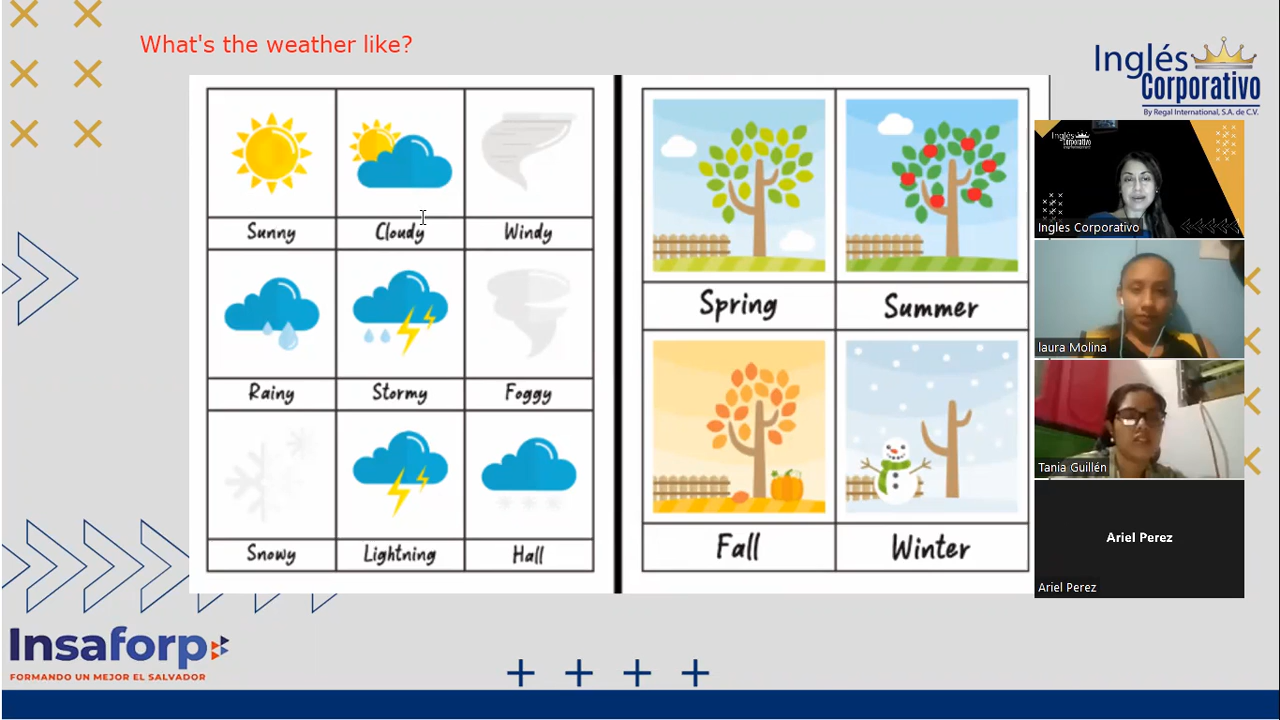 What's the weather like?
Inglés
Corporativo
By Regal International, S.A. de C.V.
Sunny
Cloudy
Windy
Rainy
Stormy
Foggy
Snowy
Lightning
Hall
Spring
Summer
Fall
Winter
Inglés
Corporativo
Ingles Corporativo
laura Molina
Tania Guillén
Ariel Perez
Ariel Perez
Insaforp
FORMANDO UN MEJOR EL SALVADOR